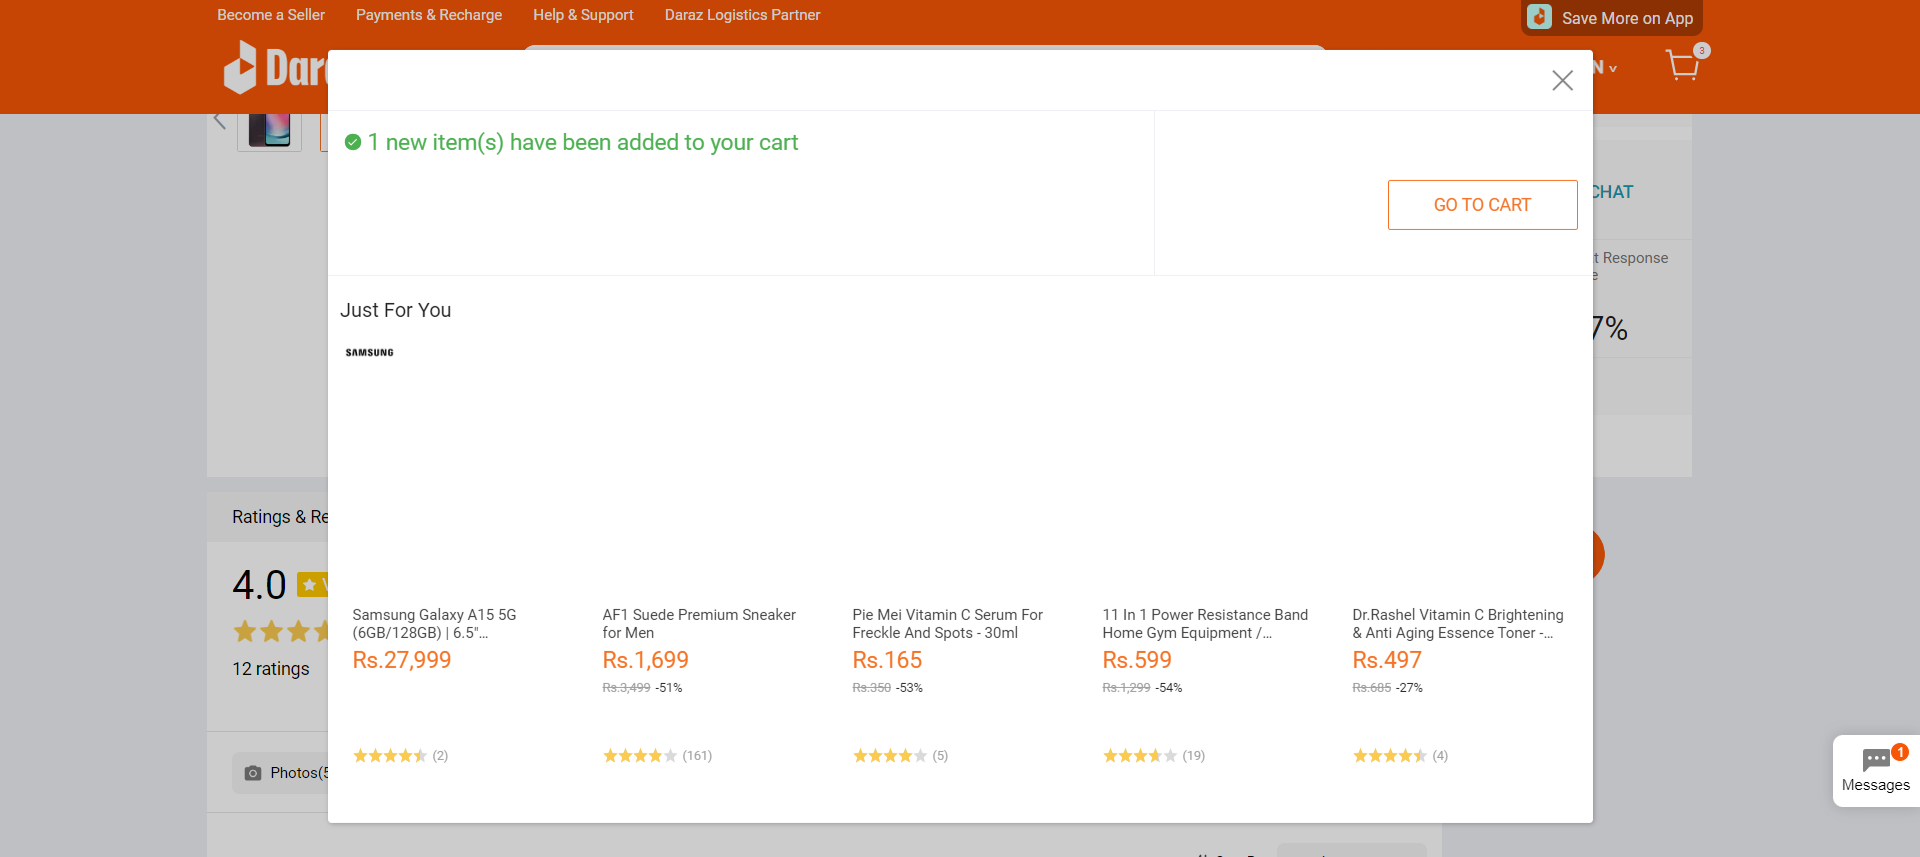 Become a Seller Payments & Recharge Help & Support Daraz Logistics Partner
Save More on App
3
1 new item(s) have been added to your cart
GO TO CART
CHAT
Response
7%
Just For You
SAMSUNG
Ratings &
4.0
12 ratings
Samsung Galaxy A15 5G
(6GB/128GB) | 6.5"...
Rs.27,999
(2)
AF1 Suede Premium Sneaker
for Men
Rs.1,699
Rs.3,499 -51%
(161)
Pie Mei Vitamin C Serum For
Freckle And Spots - 30ml
Rs.165
Rs.350 -53%
(5)
11 In 1 Power Resistance Band
Home Gym Equipment /...
Rs.599
Rs.1,299 -54%
(19)
Dr.Rashel Vitamin C Brightening
& Anti Aging Essence Toner -...
Rs.497
Rs.685 -27%
(4)
Photos(5
1
Messages